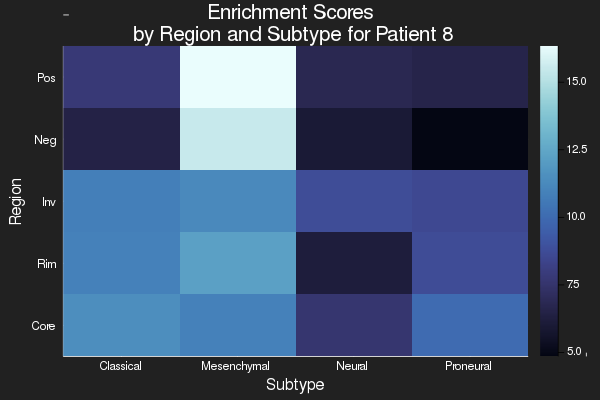 Enrichment Scores
by Region and Subtype for Patient 8
Pos
Neg
Inv
Rim
Core
Region
Classical
Mesenchymal
Neural
Proneural
Subtype
15.0
12.5
10.0
7.5
5.0